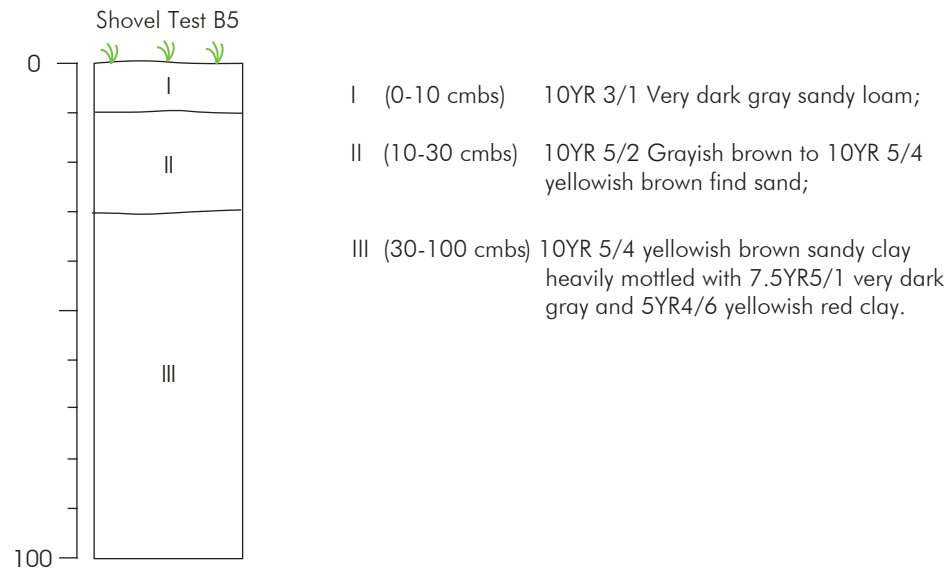 Shovel Test B5
0
I
II
III
100
I (0-10 cmbs) 10YR 3/1 Very dark gray sandy loam;
II (10-30 cmbs) 10YR 5/2 Grayish brown to 10YR 5/4
yellowish brown find sand;
III (30-100 cmbs) 10YR 5/4 yellowish brown sandy clay
heavily mottled with 7.5YR5/1 very dark
gray and 5YR4/6 yellowish red clay.